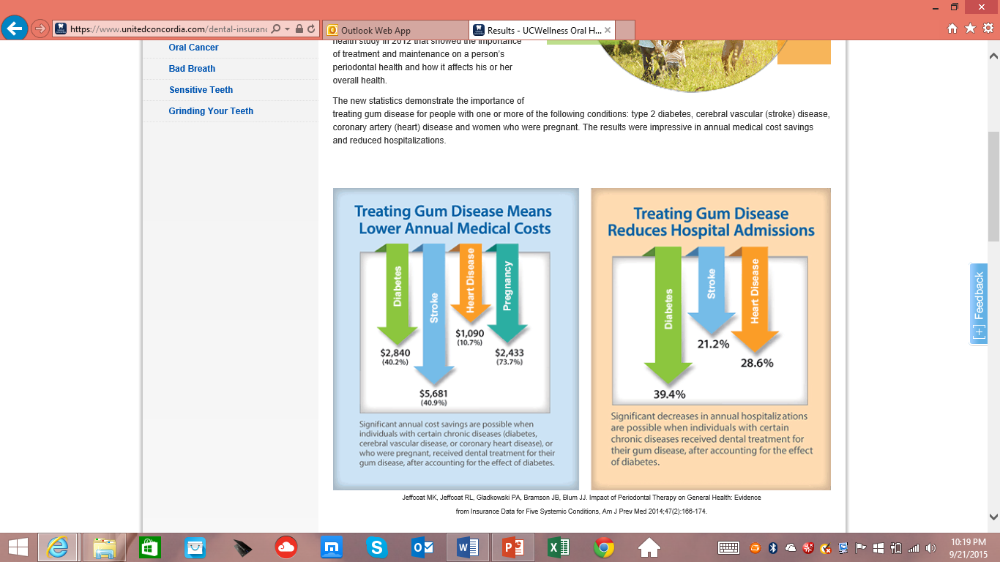 https://www.unitedconcordia.com/dental-insuranc
Outlook Web App
Results - UCWellness Oral H...
Oral Cancer
Bad Breath
Sensitive Teeth
Grinding Your Teeth
health study in 2012 that showed the importance
of treatment and maintenance on a person's
periodontal health and how it affects his or her
overall health.
The new statistics demonstrate the importance of
treating gum disease for people with one or more of the following conditions: type 2 diabetes, cerebral vascular (stroke) disease,
coronary artery (heart) disease and women who were pregnant. The results were impressive in annual medical cost savings
and reduced hospitalizations.
Treating Gum Disease Means
Lower Annual Medical Costs
Diabetes
Stroke
Heart Disease
Pregnancy
$2,840
(40.2%)
$5,681
(40.9%)
$1,090
(10.7%)
$2,433
(73.7%)
Significant annual cost savings are possible when
individuals with certain chronic diseases (diabetes,
cerebral vascular disease, or coronary heart disease), or
who were pregnant, received dental treatment for their
gum disease, after accounting for the effect of diabetes.
Treating Gum Disease
Reduces Hospital Admissions
Diabetes
Stroke
Heart Disease
39.4%
21.2%
28.6%
Significant decreases in annual hospitalizations
are possible when individuals with certain
chronic diseases received dental treatment for
their gum disease, after accounting for the effect
of diabetes.
Jeffcoat MK, Jeffcoat RL, Gladkowski PA, Bramson JB, Blum JJ. Impact of Periodontal Therapy on General Health: Evidence
from Insurance Data for Five Systemic Conditions, Am J Prev Med 2014;47(2):166-174.
Feedback
10:19 PM
9/21/2015